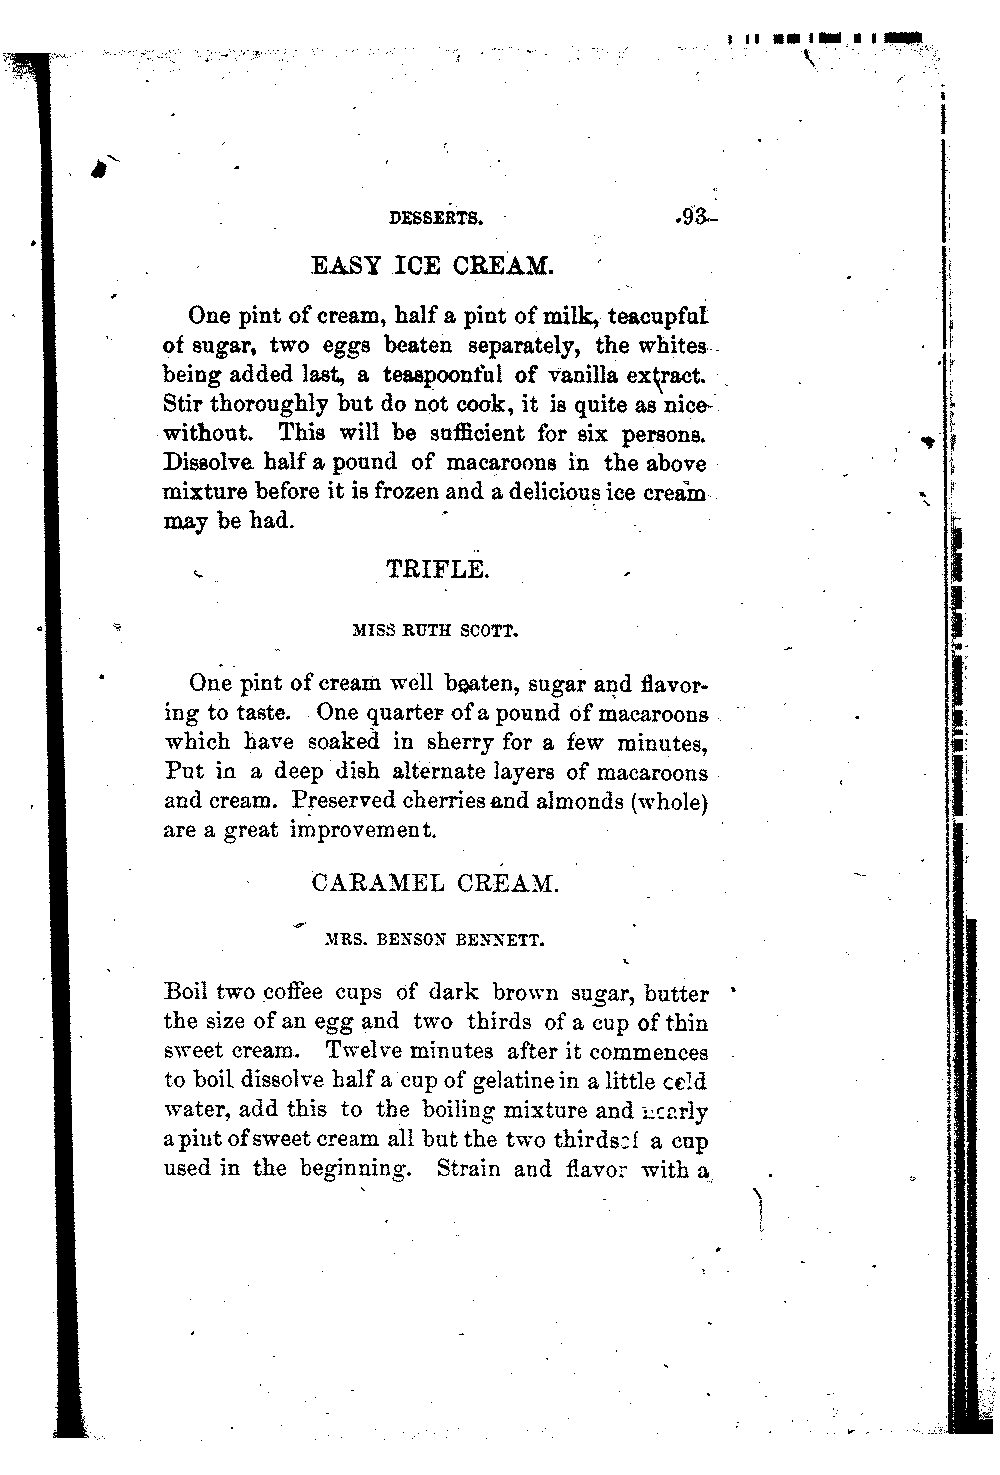 DESSERTS. 93
EASY ICE CREAM.
One pint of cream, half a pint of milk, teacupful
of sugar, two eggs beaten separately, the whites
being added last, a teaspoonful of vanilla extract.
Stir thoroughly but do not cook, it is quite as nice
without. This will be sufficient for six persons.
Dissolve half a pound of macaroons in the above
mixture before it is frozen and a delicious ice cream
may be had.
TRIFLE.
MISS RUTH SCOTT.
One pint of cream well beaten, sugar and flavor-
ing to taste. One quarter of a pound of macaroons
which have soaked in sherry for a few minutes,
Put in a deep dish alternate layers of macaroons
and cream. Preserved cherries and almonds (whole)
are a great improvement.
CARAMEL CREAM.
MRS. BENSON BENNETT.
Boil two coffee cups of dark brown sugar, butter
the size of an egg and two thirds of a cup of thin
sweet cream. Twelve minutes after it commences
to boil dissolve half a cup of gelatine in a little cold
water, add this to the boiling mixture and nearly
a pint of sweet cream all but the two thirds of a cup
used in the beginning. Strain and flavor with a